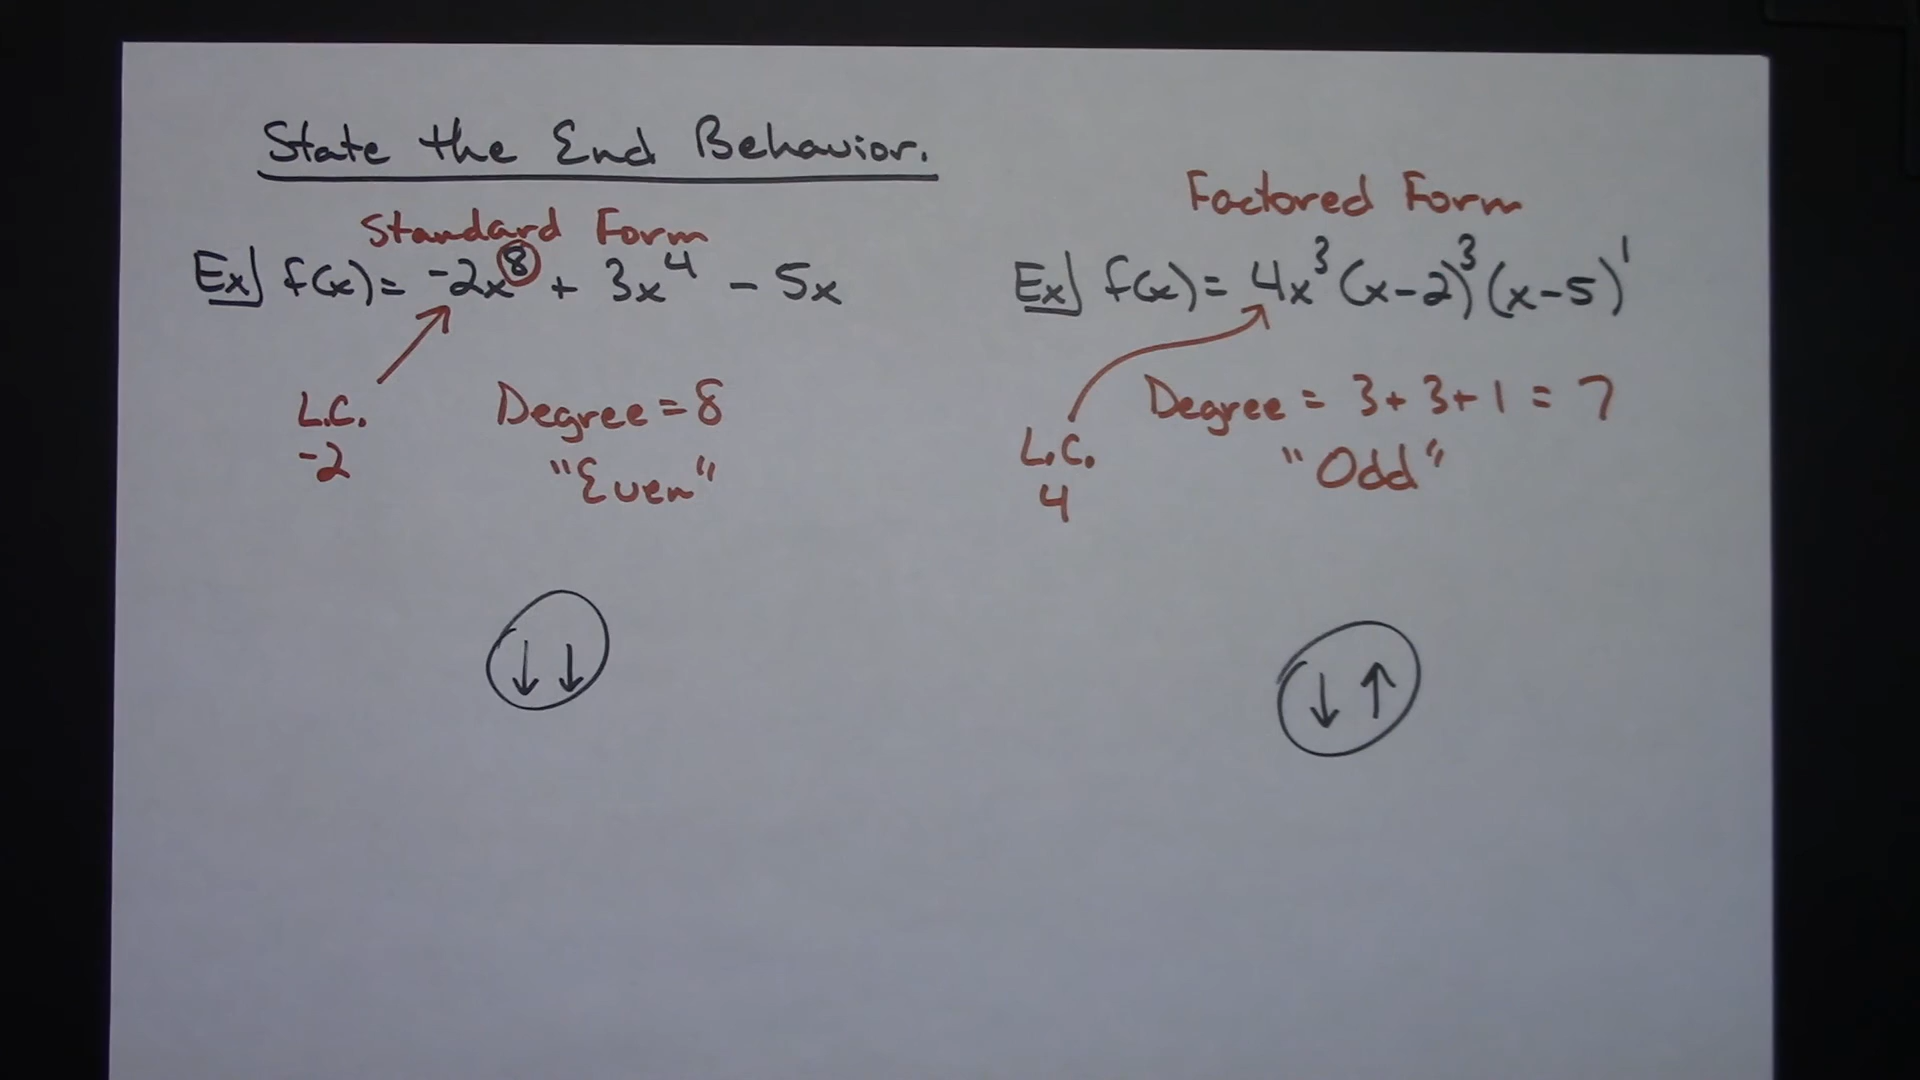 State the End Behavior.
Standard Form
Ex] f(x) = -2x⁸ + 3x⁴ - 5x
L.C.
-2
Degree = 8
"Even"
↓↓
Factored Form
Ex] f(x) = 4x³(x-2)³(x-5)¹
Degree = 3+3+1 = 7
L.C.
4
"Odd"
↓↑